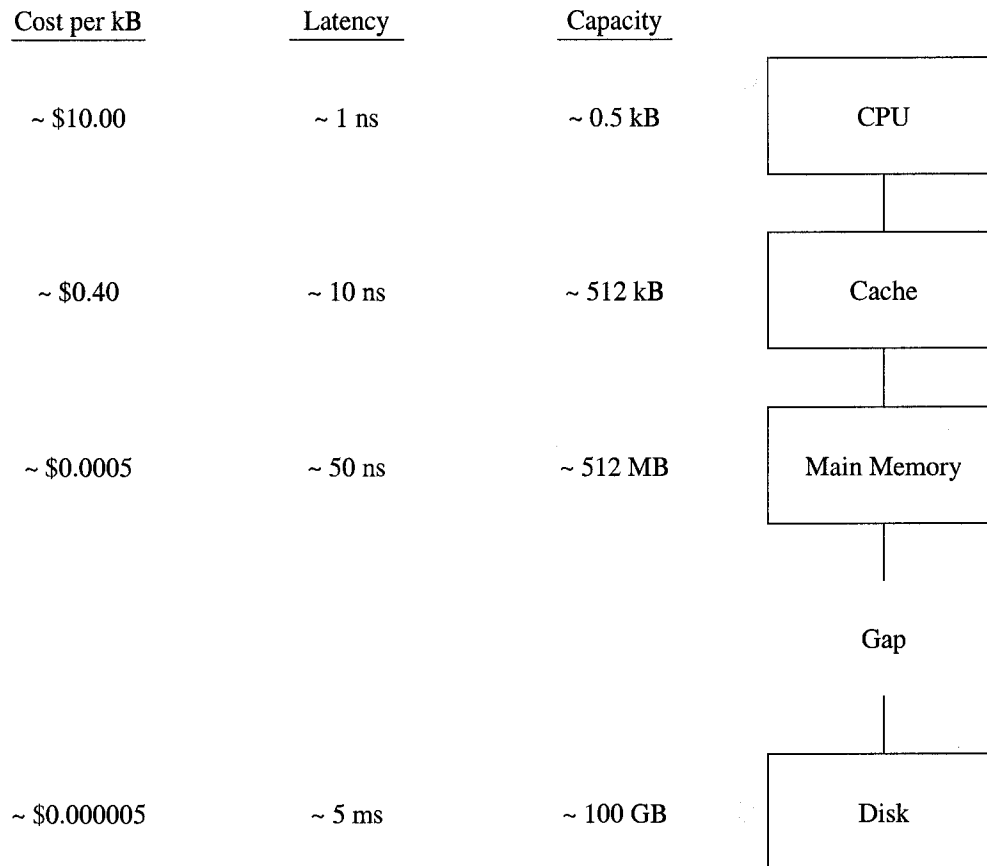 Cost per kB Latency Capacity
~ $10.00 ~ 1 ns ~ 0.5 kB CPU
~ $0.40 ~ 10 ns ~ 512 kB Cache
~ $0.0005 ~ 50 ns ~ 512 MB Main Memory
Gap
~ $0.000005 ~ 5 ms ~ 100 GB Disk